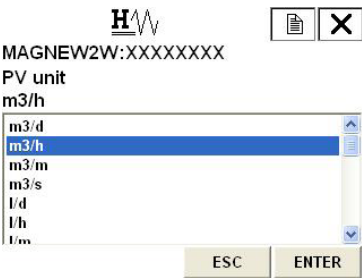 H
MAGNEW2W:XXXXXXXX
PV unit
m3/h
m3/d
m3/h
m3/m
m3/s
l/d
l/h
l/m
ESC ENTER